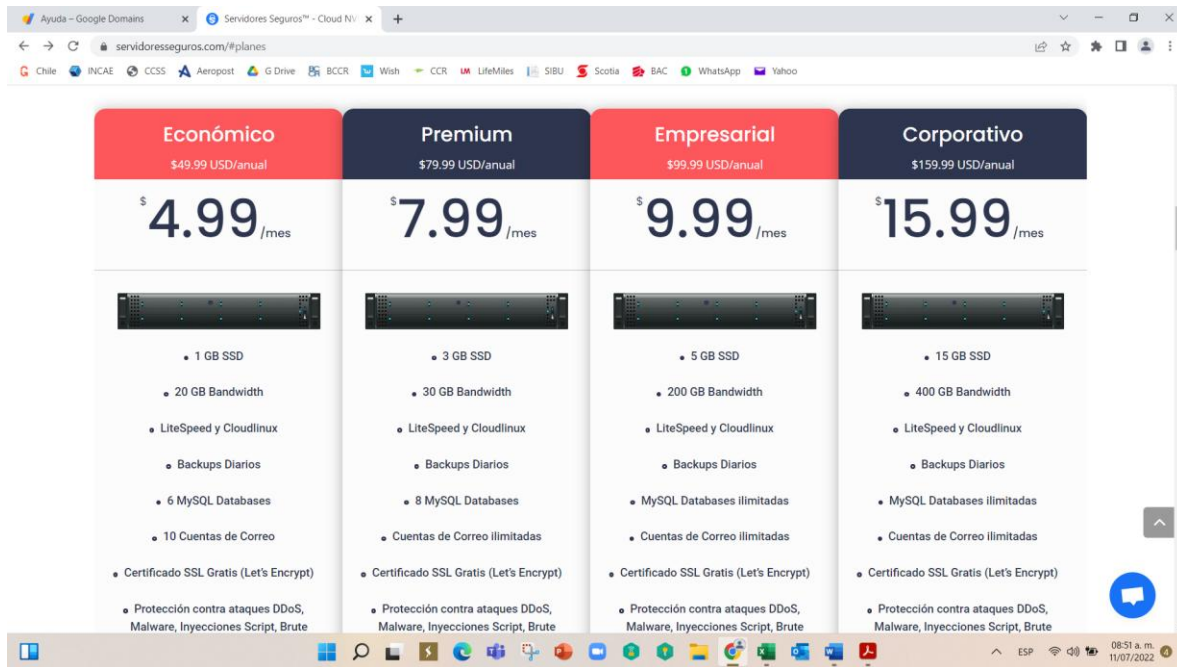 Ayuda – Google Domains
Servidores Seguros™ - Cloud NV
servidoresseguros.com/#planes
Chile INCAE CCSS Aeropost G Drive BCCR Wish CCR LM LifeMiles SIBU Scotia BAC WhatsApp Yahoo
Económico Premium Empresarial Corporativo
$49.99 USD/anual $79.99 USD/anual $99.99 USD/anual $159.99 USD/anual
$4.99/mes $7.99/mes $9.99/mes $15.99/mes
• 1 GB SSD • 3 GB SSD • 5 GB SSD • 15 GB SSD
• 20 GB Bandwidth • 30 GB Bandwidth • 200 GB Bandwidth • 400 GB Bandwidth
• LiteSpeed y Cloudlinux • LiteSpeed y Cloudlinux • LiteSpeed y Cloudlinux • LiteSpeed y Cloudlinux
• Backups Diarios • Backups Diarios • Backups Diarios • Backups Diarios
• 6 MySQL Databases • 8 MySQL Databases • MySQL Databases ilimitadas • MySQL Databases ilimitadas
• 10 Cuentas de Correo • Cuentas de Correo ilimitadas • Cuentas de Correo ilimitadas • Cuentas de Correo ilimitadas
• Certificado SSL Gratis (Let's Encrypt) • Certificado SSL Gratis (Let's Encrypt) • Certificado SSL Gratis (Let's Encrypt) • Certificado SSL Gratis (Let's Encrypt)
• Protección contra ataques DDoS, • Protección contra ataques DDoS, • Protección contra ataques DDoS, • Protección contra ataques DDoS,
Malware, Inyecciones Script, Brute Malware, Inyecciones Script, Brute Malware, Inyecciones Script, Brute Malware, Inyecciones Script, Brute
ESP
08:51 a. m.
11/07/2022
4